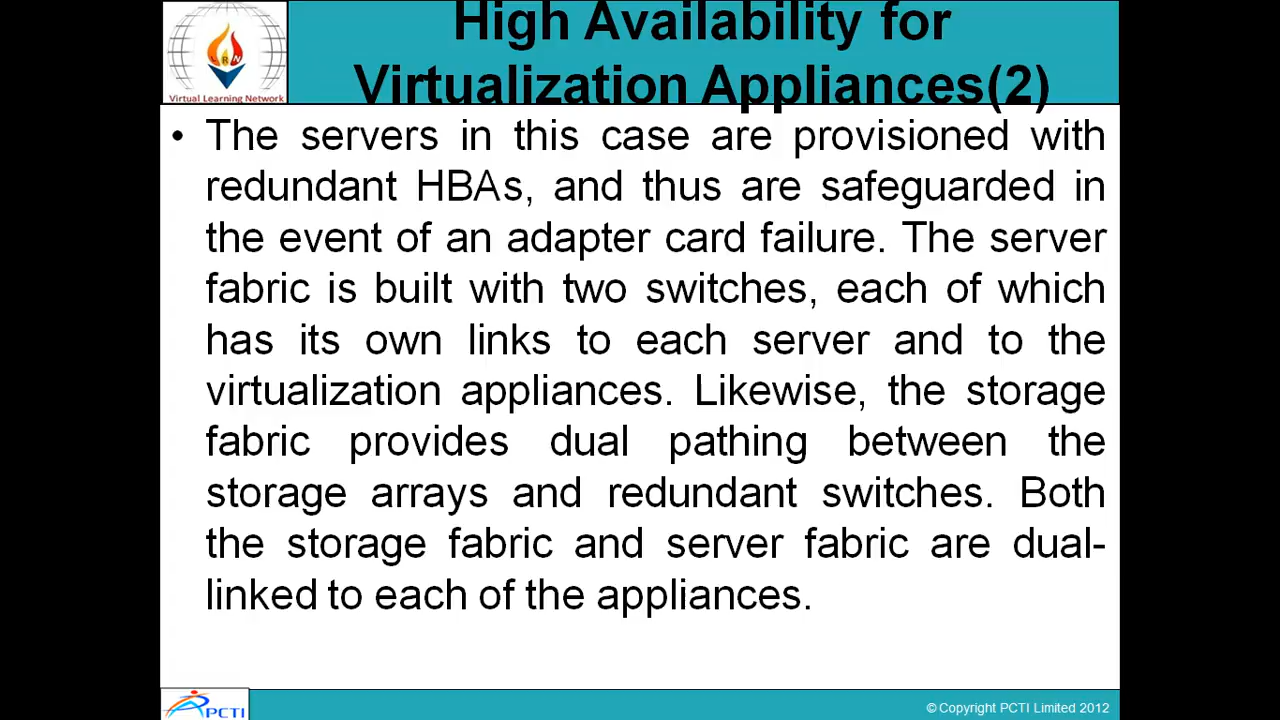 High Availability for
Virtualization Appliances(2)
LRN
Virtual Learning Network
• The servers in this case are provisioned with
redundant HBAs, and thus are safeguarded in
the event of an adapter card failure. The server
fabric is built with two switches, each of which
has its own links to each server and to the
virtualization appliances. Likewise, the storage
fabric provides dual pathing between the
storage arrays and redundant switches. Both
the storage fabric and server fabric are dual-
linked to each of the appliances.
PCTI
© Copyright PCTI Limited 2012